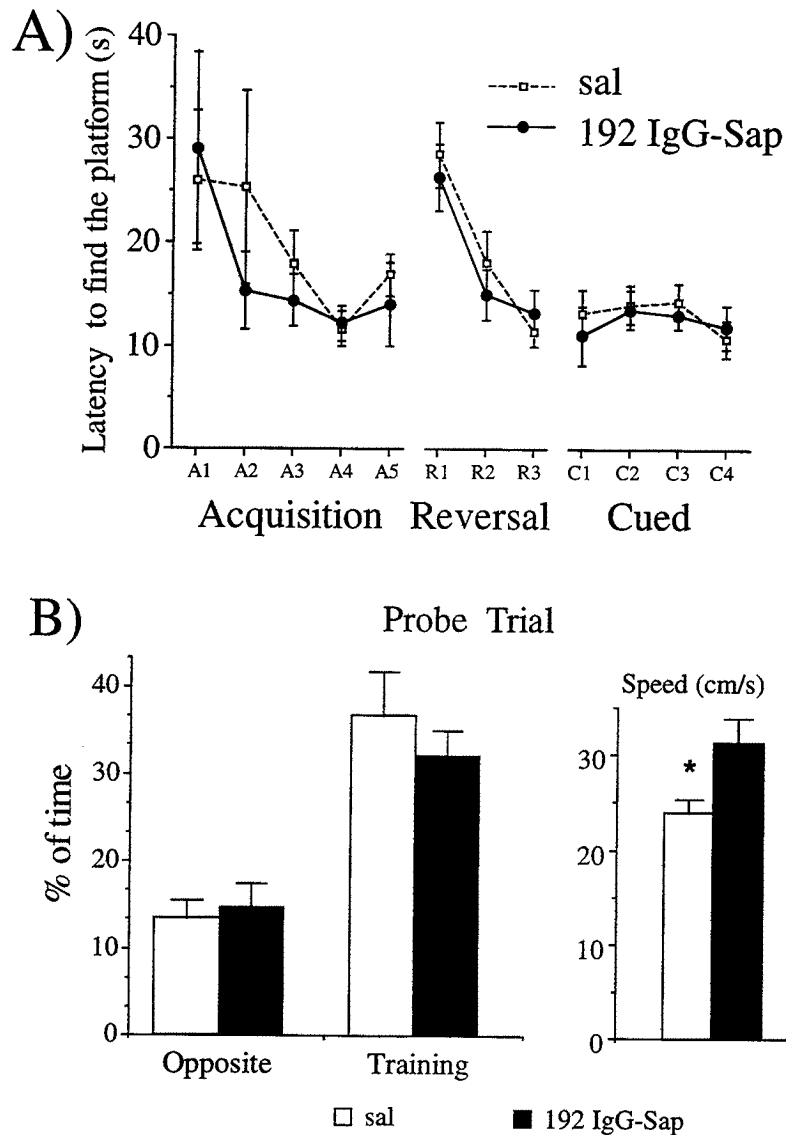 A)
Latency to find the platform (s)
40
30
20
10
0
sal
192 IgG-Sap
A1 A2 A3 A4 A5 R1 R2 R3 C1 C2 C3 C4
Acquisition Reversal Cued
B)
Probe Trial
% of time
40
30
20
10
0
Opposite Training
Speed (cm/s)
30
20
10
0
*
sal 192 IgG-Sap